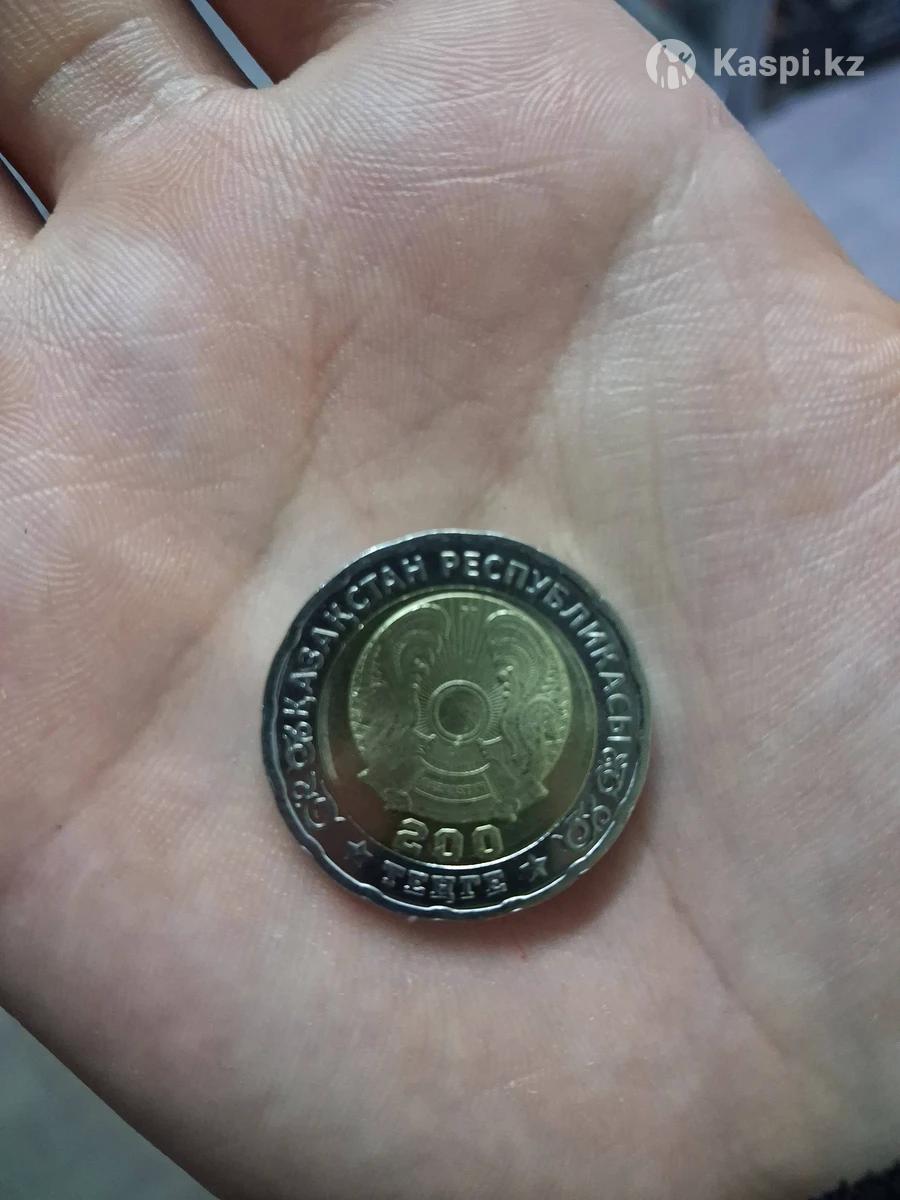 Kaspi.kz
ҚАЗАҚСТАН РЕСПУБЛИКАСЫ
200
ТЕҢГЕ